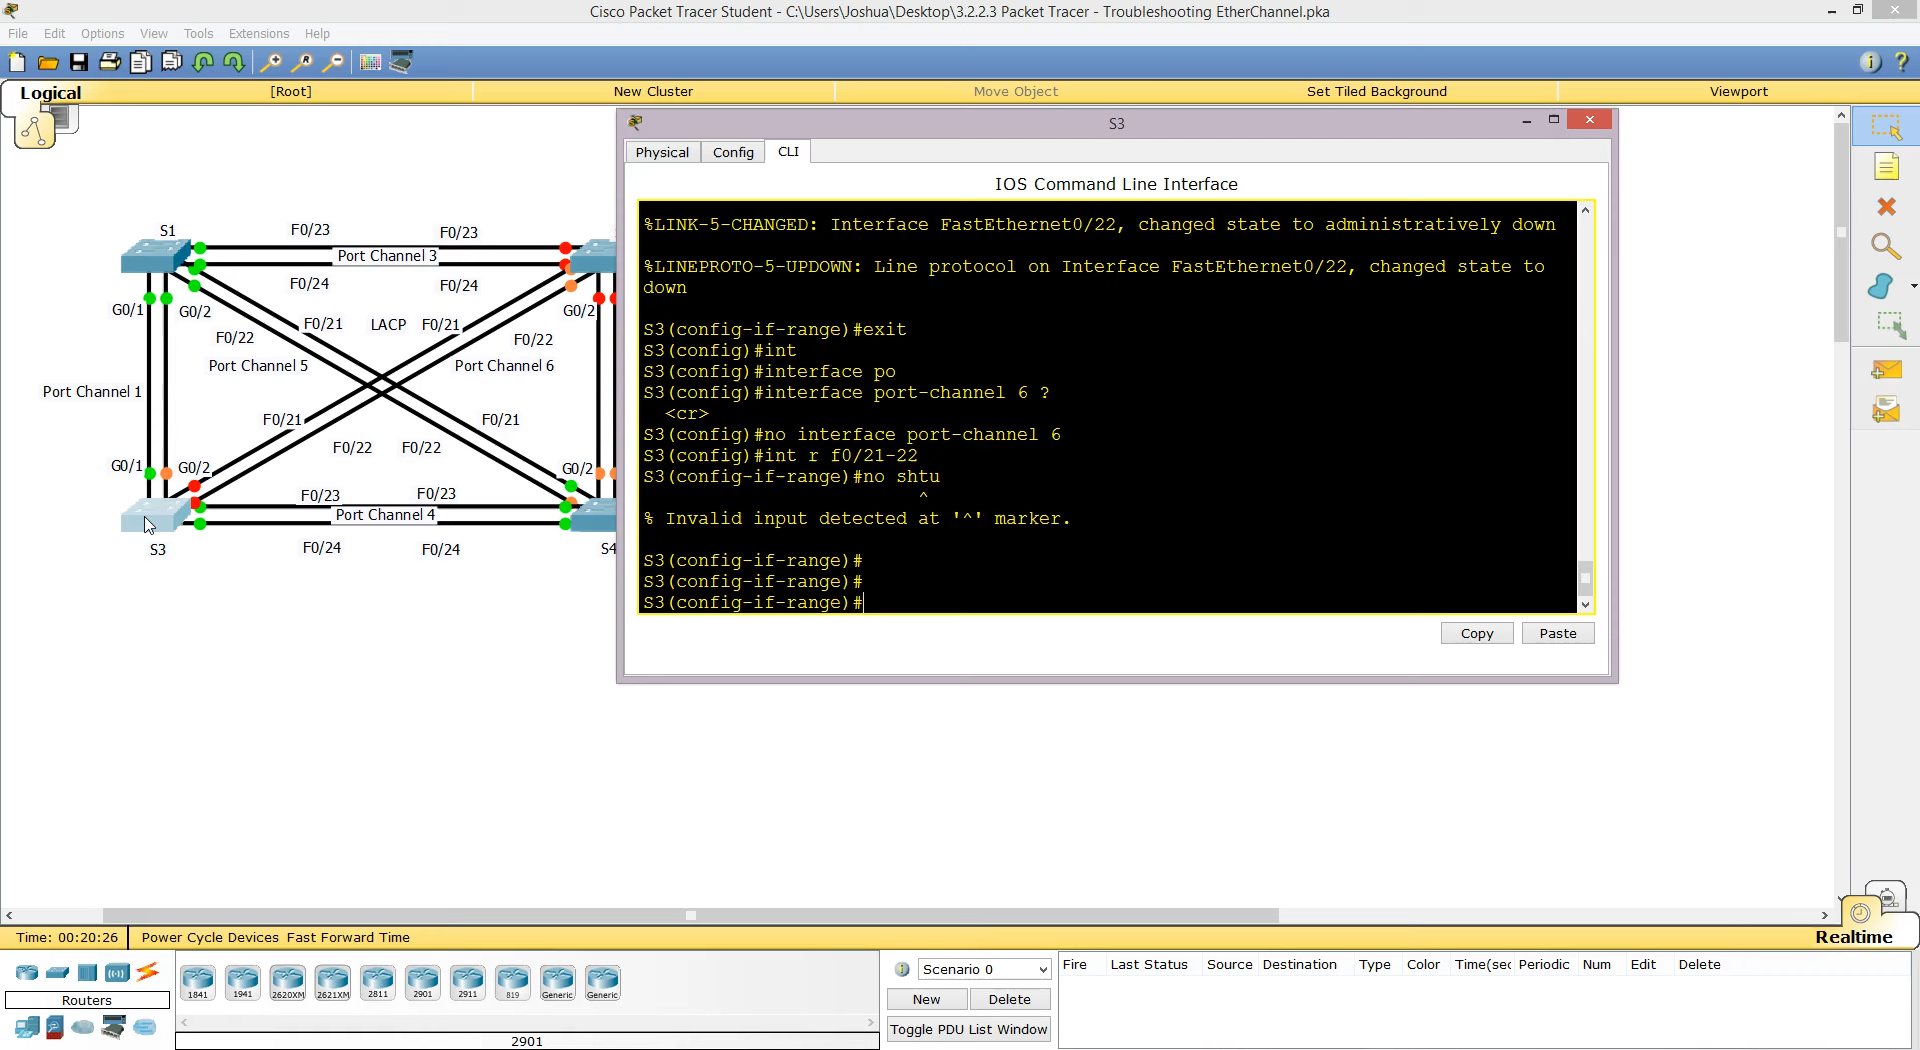 Cisco Packet Tracer Student - C:\Users\Joshua\Desktop\3.2.2.3 Packet Tracer - Troubleshooting EtherChannel.pka
File Edit Options View Tools Extensions Help
Logical [Root] New Cluster Move Object Set Tiled Background Viewport
S3
Physical Config CLI
IOS Command Line Interface
%LINK-5-CHANGED: Interface FastEthernet0/22, changed state to administratively down
%LINEPROTO-5-UPDOWN: Line protocol on Interface FastEthernet0/22, changed state to
down
S3(config-if-range)#exit
S3(config)#int
S3(config)#interface po
S3(config)#interface port-channel 6 ?
<cr>
S3(config)#no interface port-channel 6
S3(config)#int r f0/21-22
S3(config-if-range)#no shtu
^
% Invalid input detected at '^' marker.
S3(config-if-range)#
S3(config-if-range)#
S3(config-if-range)#
Copy Paste
S1 F0/23 F0/23
Port Channel 3
F0/24 F0/24
G0/1 G0/2 G0/2
F0/21 LACP F0/21
F0/22 F0/22
Port Channel 5 Port Channel 6
Port Channel 1
F0/21 F0/21
F0/22 F0/22
G0/1 G0/2 G0/2
F0/23 F0/23
Port Channel 4
S3 F0/24 F0/24 S4
Time: 00:20:26 Power Cycle Devices Fast Forward Time Realtime
Routers
1841 1941 2620XM 2621XM 2811 2901 2911 819 Generic Generic
2901
Scenario 0
New Delete
Toggle PDU List Window
Fire Last Status Source Destination Type Color Time(sec Periodic Num Edit Delete